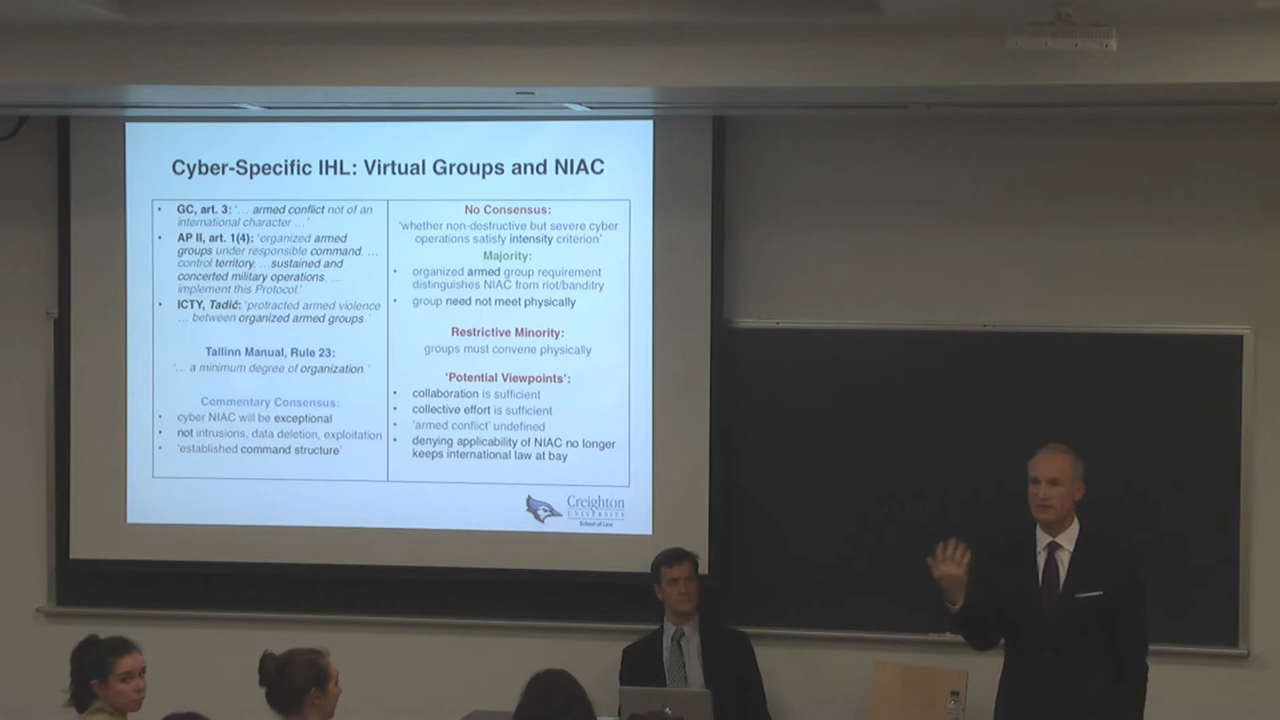 Cyber-Specific IHL: Virtual Groups and NIAC
• GC, art. 3: ‘… armed conflict not of an
international character …’
• AP II, art. 1(4): ‘organized armed
groups under responsible command. …
control territory. …sustained and
concerted military operations. …
implement this Protocol.’
• ICTY, Tadić: ‘protracted armed violence
… between organized armed groups.’
Tallinn Manual, Rule 23:
‘… a minimum degree of organization.’
Commentary Consensus:
• cyber NIAC will be exceptional
• not intrusions, data deletion, exploitation
• ‘established command structure’
No Consensus:
‘whether non-destructive but severe cyber
operations satisfy intensity criterion’
Majority:
• organized armed group requirement
distinguishes NIAC from riot/banditry
• group need not meet physically
Restrictive Minority:
groups must convene physically
‘Potential Viewpoints’:
• collaboration is sufficient
• collective effort is sufficient
• ‘armed conflict’ undefined
• denying applicability of NIAC no longer
keeps international law at bay
Creighton
UNIVERSITY
School of Law